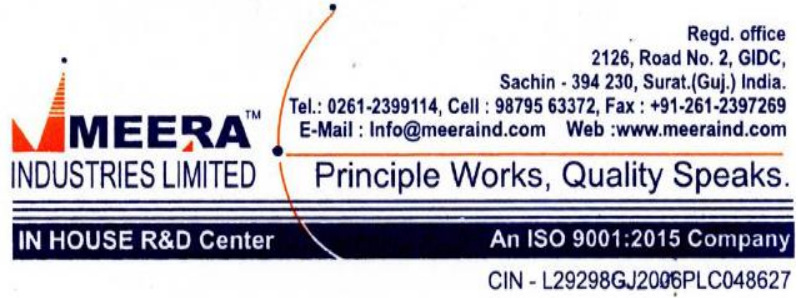 MEERA™
INDUSTRIES LIMITED
Regd. office
2126, Road No. 2, GIDC,
Sachin - 394 230, Surat.(Guj.) India.
Tel.: 0261-2399114, Cell : 98795 63372, Fax : +91-261-2397269
E-Mail : Info@meeraind.com Web :www.meeraind.com
Principle Works, Quality Speaks.
IN HOUSE R&D Center
An ISO 9001:2015 Company
CIN - L29298GJ2006PLC048627